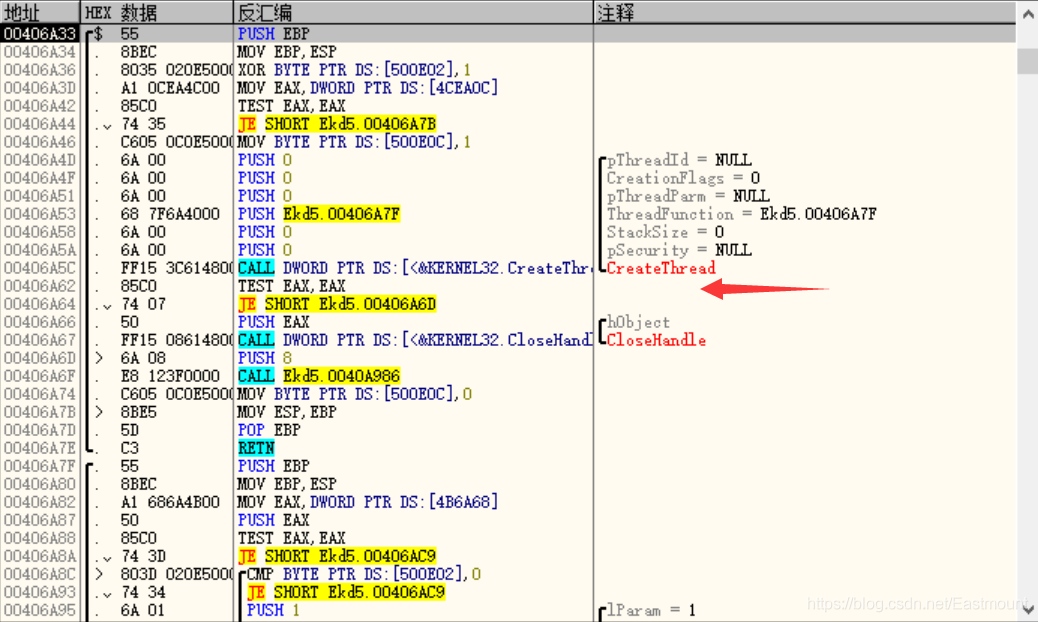 地址 HEX 数据 反汇编 注释
00406A33 $ 55 PUSH EBP
00406A34 . 8BEC MOV EBP,ESP
00406A36 . 8035 020E5000 XOR BYTE PTR DS:[500E02],1
00406A3D . A1 0CEA4C00 MOV EAX,DWORD PTR DS:[4CEA0C]
00406A42 . 85C0 TEST EAX,EAX
00406A44 . 74 35 JE SHORT Ekd5.00406A7B
00406A46 . C605 0C0E5000 MOV BYTE PTR DS:[500E0C],1
00406A4D . 6A 00 PUSH 0 pThreadId = NULL
00406A4F . 6A 00 PUSH 0 CreationFlags = 0
00406A51 . 6A 00 PUSH 0 pThreadParm = NULL
00406A53 . 68 7F6A4000 PUSH Ekd5.00406A7F ThreadFunction = Ekd5.00406A7F
00406A58 . 6A 00 PUSH 0 StackSize = 0
00406A5A . 6A 00 PUSH 0 pSecurity = NULL
00406A5C . FF15 3C614800 CALL DWORD PTR DS:[<&KERNEL32.CreateThr CreateThread
00406A62 . 85C0 TEST EAX,EAX
00406A64 . 74 07 JE SHORT Ekd5.00406A6D
00406A66 . 50 PUSH EAX hObject
00406A67 . FF15 08614800 CALL DWORD PTR DS:[<&KERNEL32.CloseHand CloseHandle
00406A6D > 6A 08 PUSH 8
00406A6F . E8 123F0000 CALL Ekd5.0040A986
00406A74 . C605 0C0E5000 MOV BYTE PTR DS:[500E0C],0
00406A7B > 8BE5 MOV ESP,EBP
00406A7D . 5D POP EBP
00406A7E . C3 RETN
00406A7F . 55 PUSH EBP
00406A80 . 8BEC MOV EBP,ESP
00406A82 . A1 686A4B00 MOV EAX,DWORD PTR DS:[4B6A68]
00406A87 . 50 PUSH EAX
00406A88 . 85C0 TEST EAX,EAX
00406A8A . 74 3D JE SHORT Ekd5.00406AC9
00406A8C > 803D 020E5000 CMP BYTE PTR DS:[500E02],0
00406A93 . 74 34 JE SHORT Ekd5.00406AC9
00406A95 . 6A 01 PUSH 1 lParam = 1
https://blog.csdn.net/Eastmount